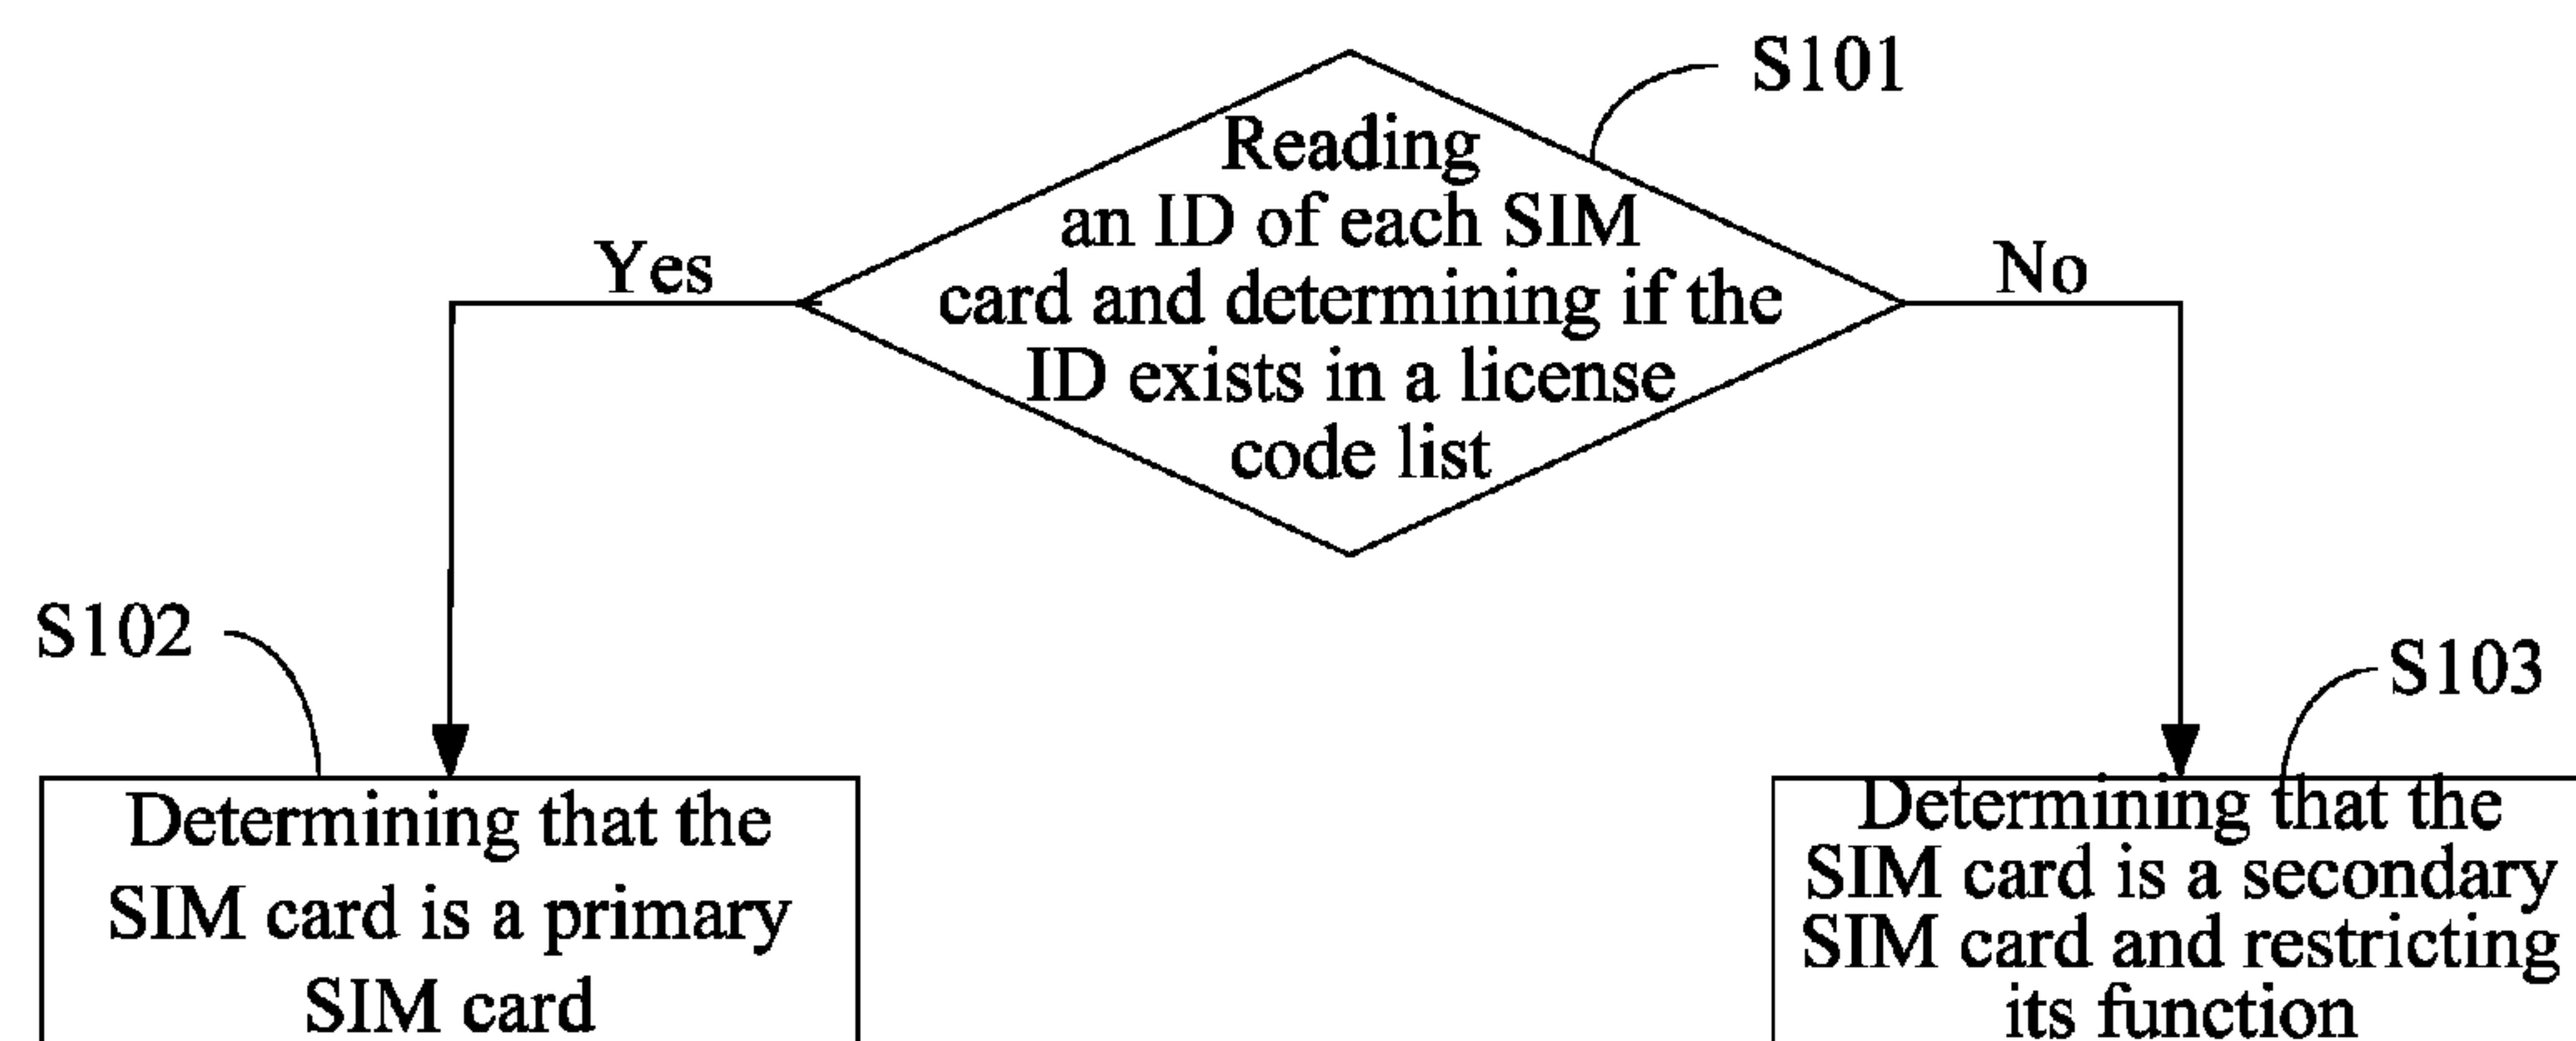 S101
Reading
an ID of each SIM
card and determining if the
ID exists in a license
code list
Yes
No
S102
S103
Determining that the
SIM card is a primary
SIM card
Determining that the
SIM card is a secondary
SIM card and restricting
its function